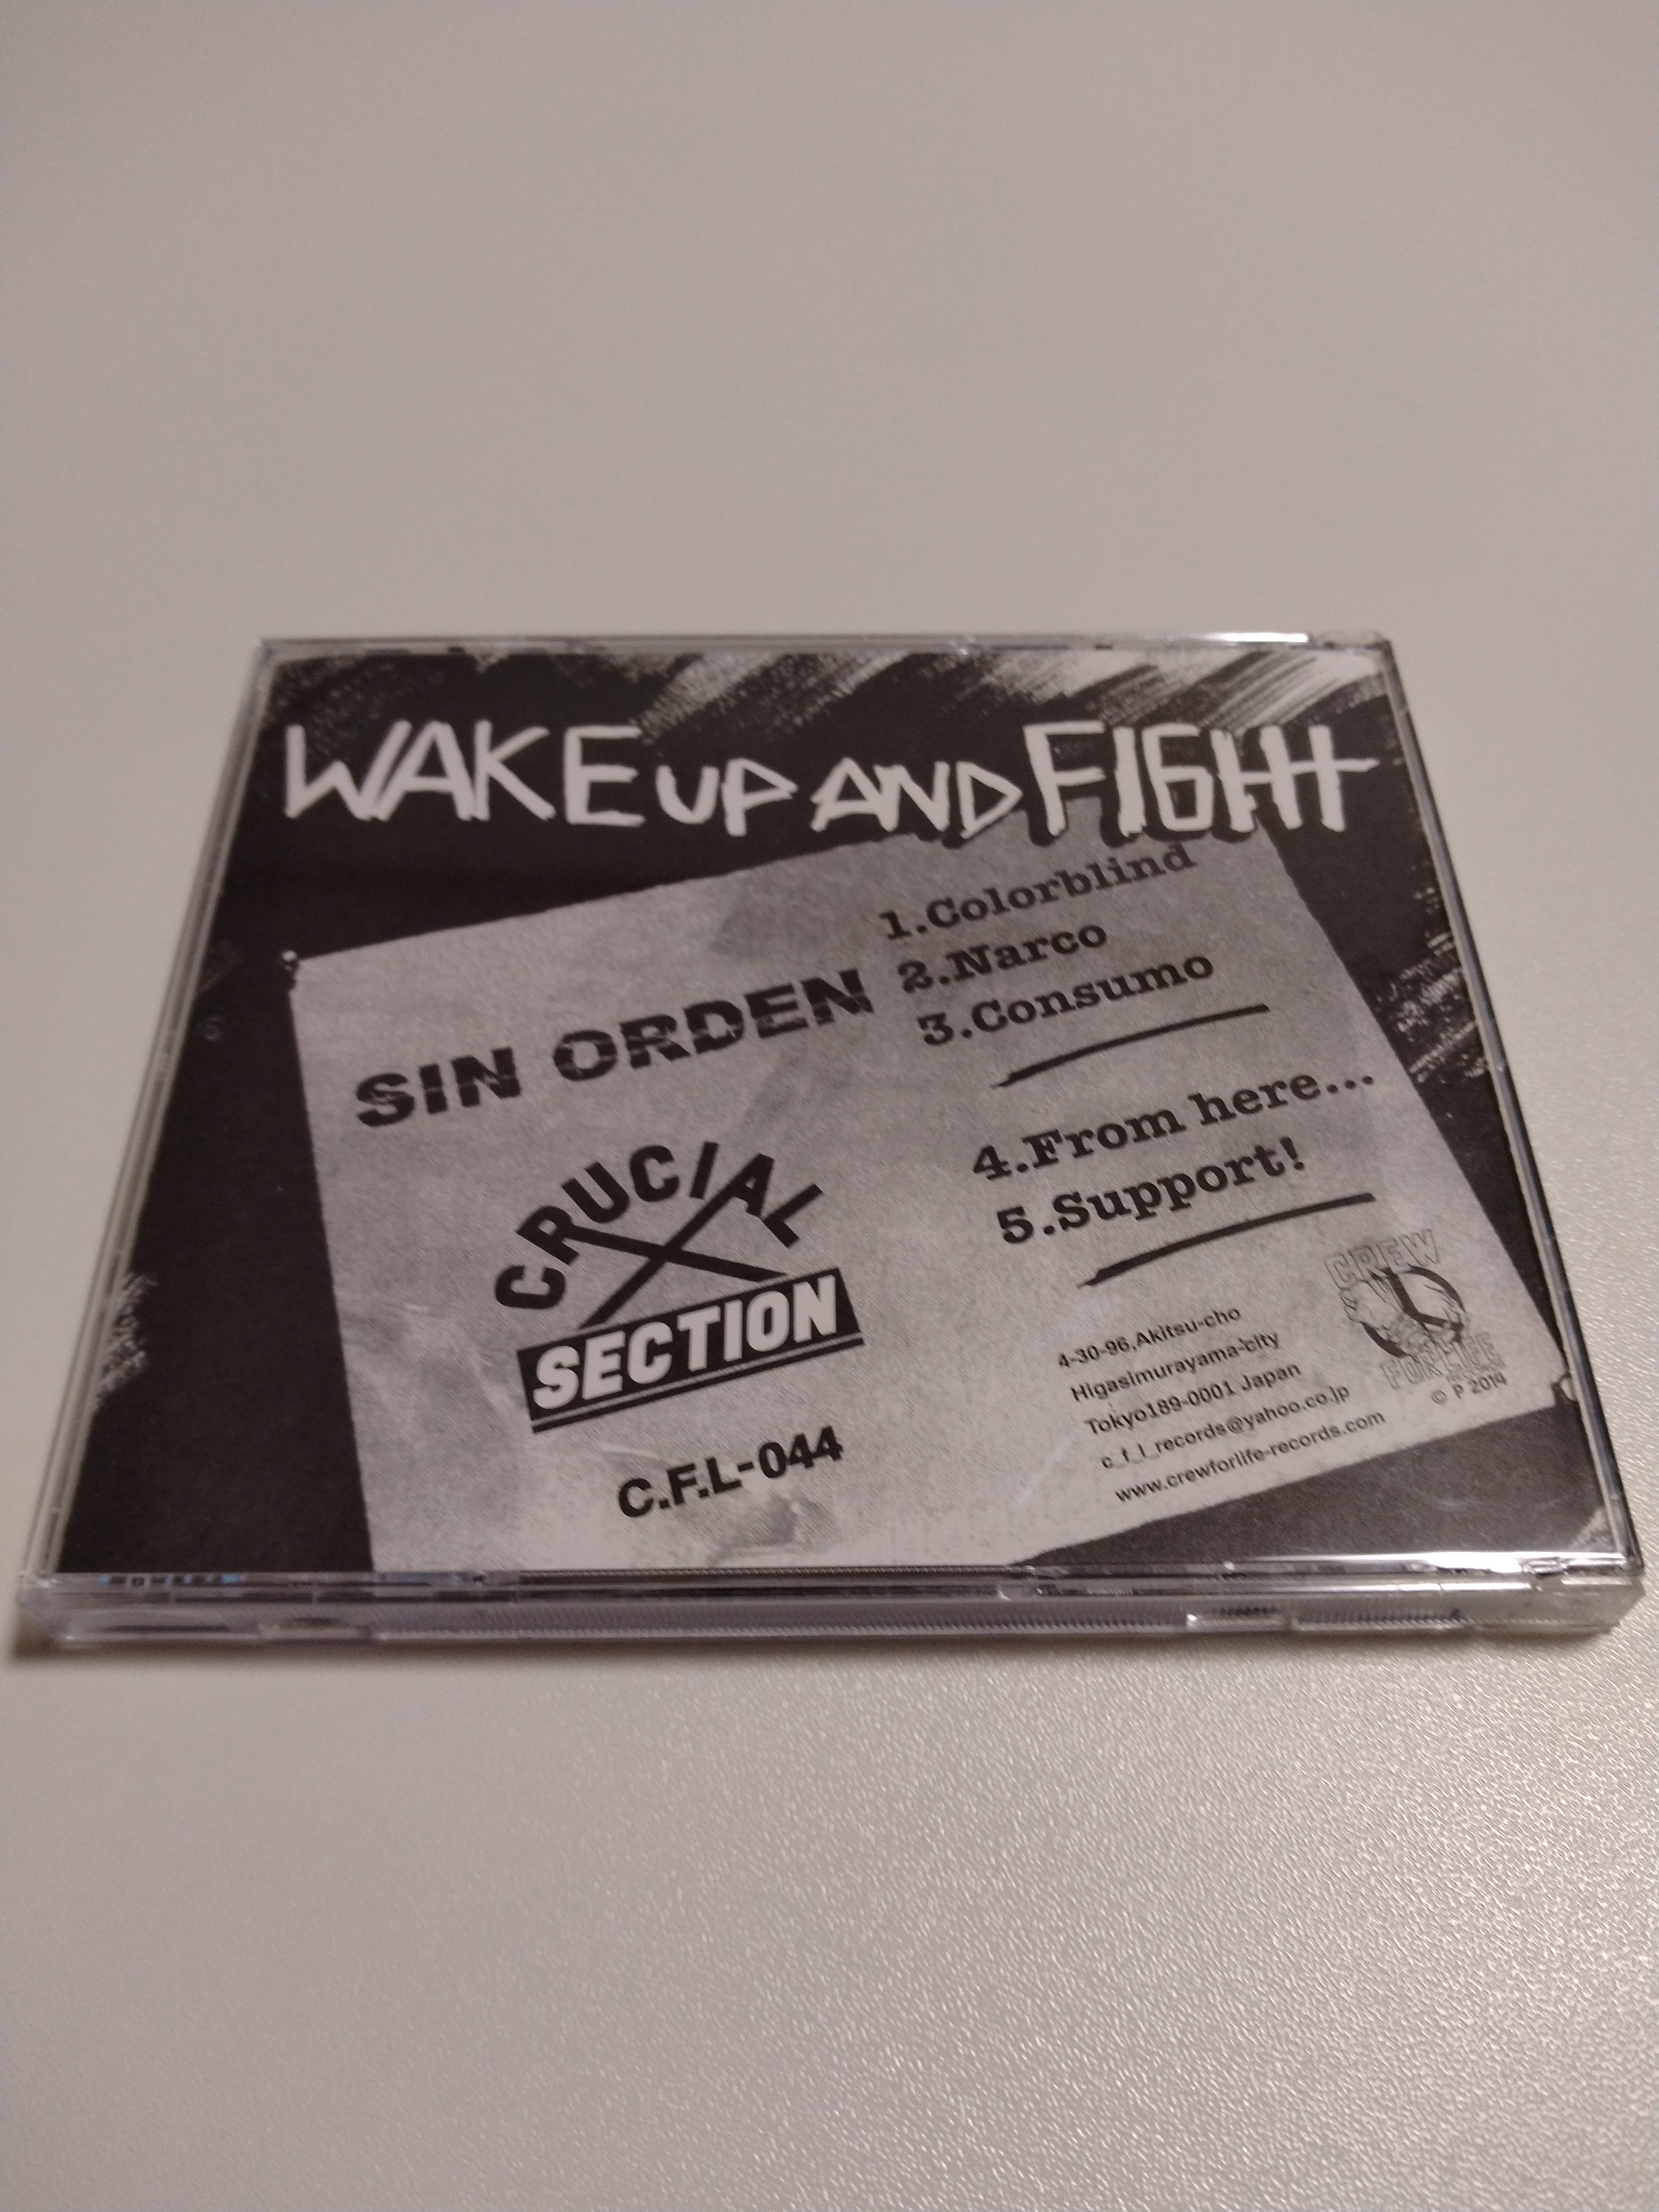 WAKE UP AND FIGHT
SIN ORDEN
1.Colorblind
2.Narco
3.Consumo
CRUCIAL
SECTION
4.From here...
5.Support!
C.F.L-044
4-30-96,Akitsu-cho
Higasimurayama-city
Tokyo189-0001 Japan
c_f_l_records@yahoo.co.jp
www.crewforlife-records.com
CREW
FOR LIFE
© P 2014